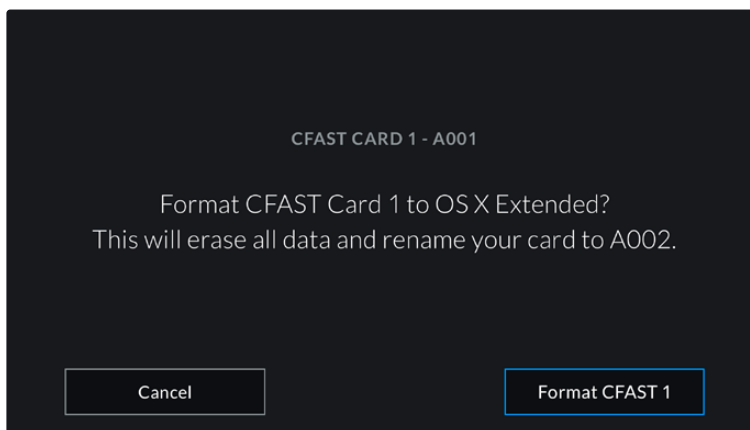 CFAST CARD 1 - A001
Format CFAST Card 1 to OS X Extended?
This will erase all data and rename your card to A002.
Cancel
Format CFAST 1